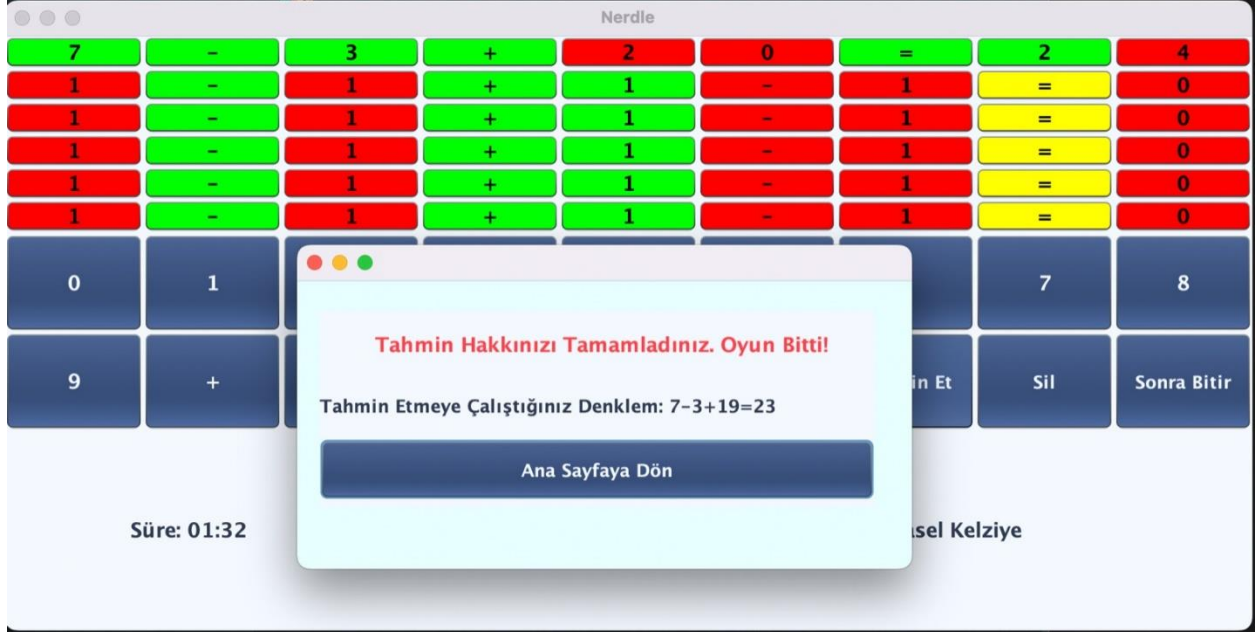 Nerdle
7 - 3 + 2 0 = 2 4
1 - 1 + 1 - 1 = 0
1 - 1 + 1 - 1 = 0
1 - 1 + 1 - 1 = 0
1 - 1 + 1 - 1 = 0
1 - 1 + 1 - 1 = 0
0 1 7 8
Tahmin Hakkınızı Tamamladınız. Oyun Bitti!
9 + in Et Sil Sonra Bitir
Tahmin Etmeye Çalıştığınız Denklem: 7-3+19=23
Ana Sayfaya Dön
Süre: 01:32 Kelziye